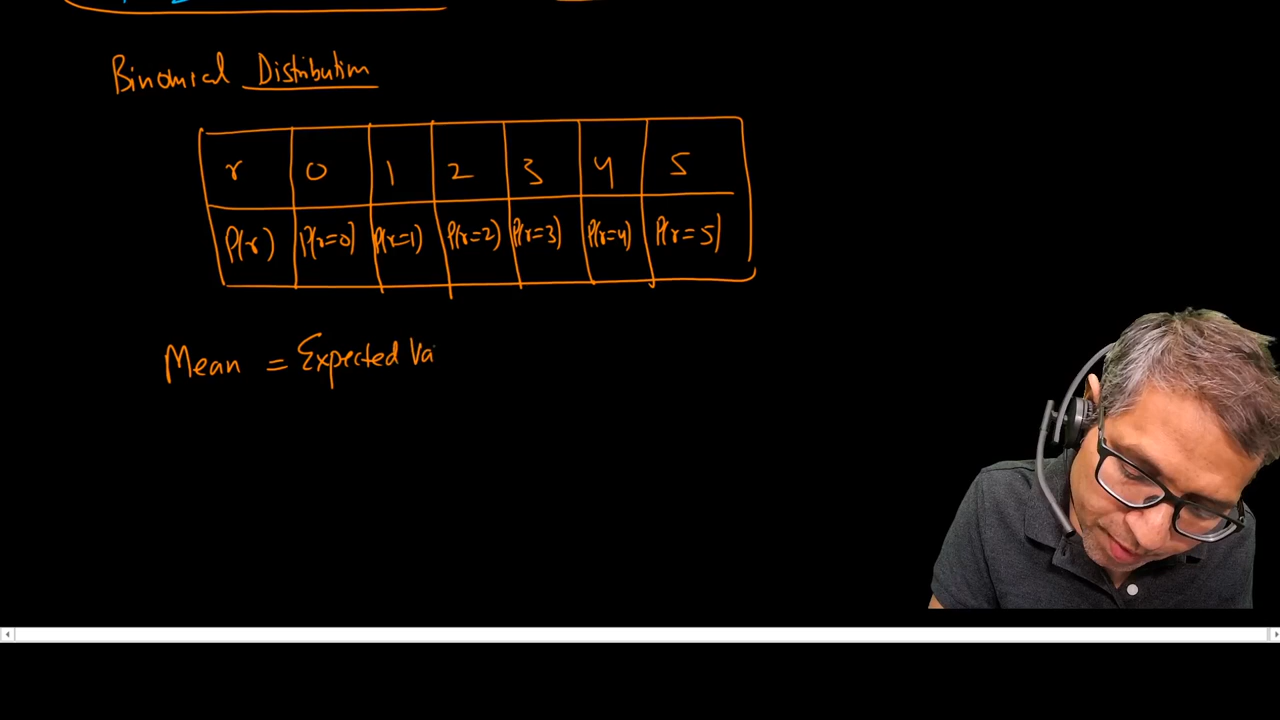 Binomial Distribution
r 0 1 2 3 4 5
P(r) P(r=0) P(r=1) P(r=2) P(r=3) P(r=4) P(r=5)
Mean = Expected Va